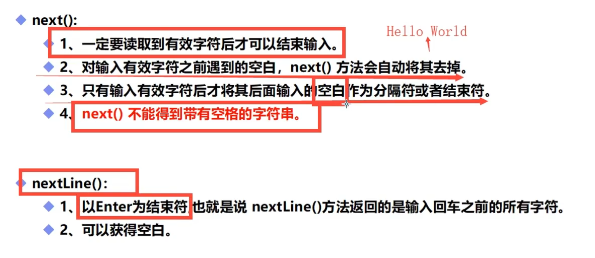 next():
Hello World
1、一定要读取到有效字符后才可以结束输入。
2、对输入有效字符之前遇到的空白，next() 方法会自动将其去掉。
3、只有输入有效字符后才将其后面输入的空白作为分隔符或者结束符。
4、next() 不能得到带有空格的字符串。
nextLine():
1、以Enter为结束符,也就是说 nextLine()方法返回的是输入回车之前的所有字符。
2、可以获得空白。